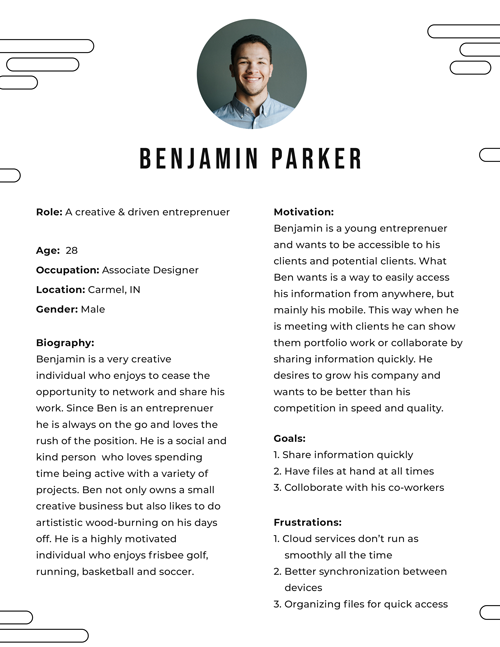 BENJAMIN PARKER
Role: A creative & driven entreprenuer
Age: 28
Occupation: Associate Designer
Location: Carmel, IN
Gender: Male
Biography:
Benjamin is a very creative
individual who enjoys to cease the
opportunity to network and share his
work. Since Ben is an entreprenuer
he is always on the go and loves the
rush of the position. He is a social and
kind person who loves spending
time being active with a variety of
projects. Ben not only owns a small
creative business but also likes to do
artististic wood-burning on his days
off. He is a highly motivated
individual who enjoys frisbee golf,
running, basketball and soccer.
Motivation:
Benjamin is a young entreprenuer
and wants to be accessible to his
clients and potential clients. What
Ben wants is a way to easily access
his information from anywhere, but
mainly his mobile. This way when he
is meeting with clients he can show
them portfolio work or collaborate by
sharing information quickly. He
desires to grow his company and
wants to be better than his
competition in speed and quality.
Goals:
1. Share information quickly
2. Have files at hand at all times
3. Colloborate with his co-workers
Frustrations:
1. Cloud services don't run as
smoothly all the time
2. Better synchronization between
devices
3. Organizing files for quick access